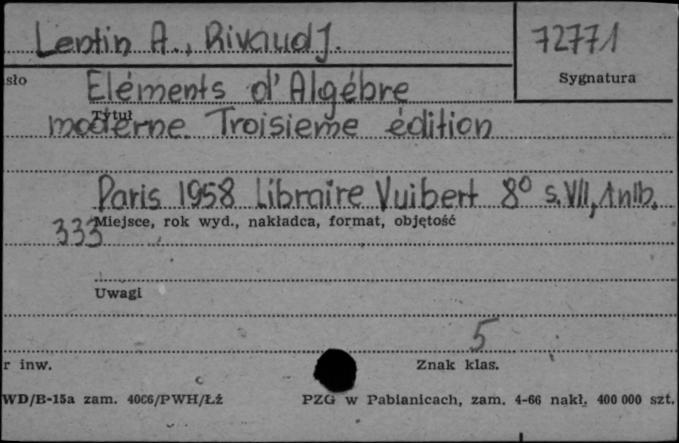 Lentin A., Rivaud J.
72771
sło
Sygnatura
Eléments d'Algébre
Tytuł
moderne. Troisieme édition
Paris 1958 Libraire Vuibert 8° s. VII, 1 nlb.
Miejsce, rok wyd., nakładca, format, objętość
333
Uwagi
5
r inw.
Znak klas.
WD/B-15a zam. 4066/PWH/Łż
PZG w Pabianicach, zam. 4-66 nakł. 400 000 szt.